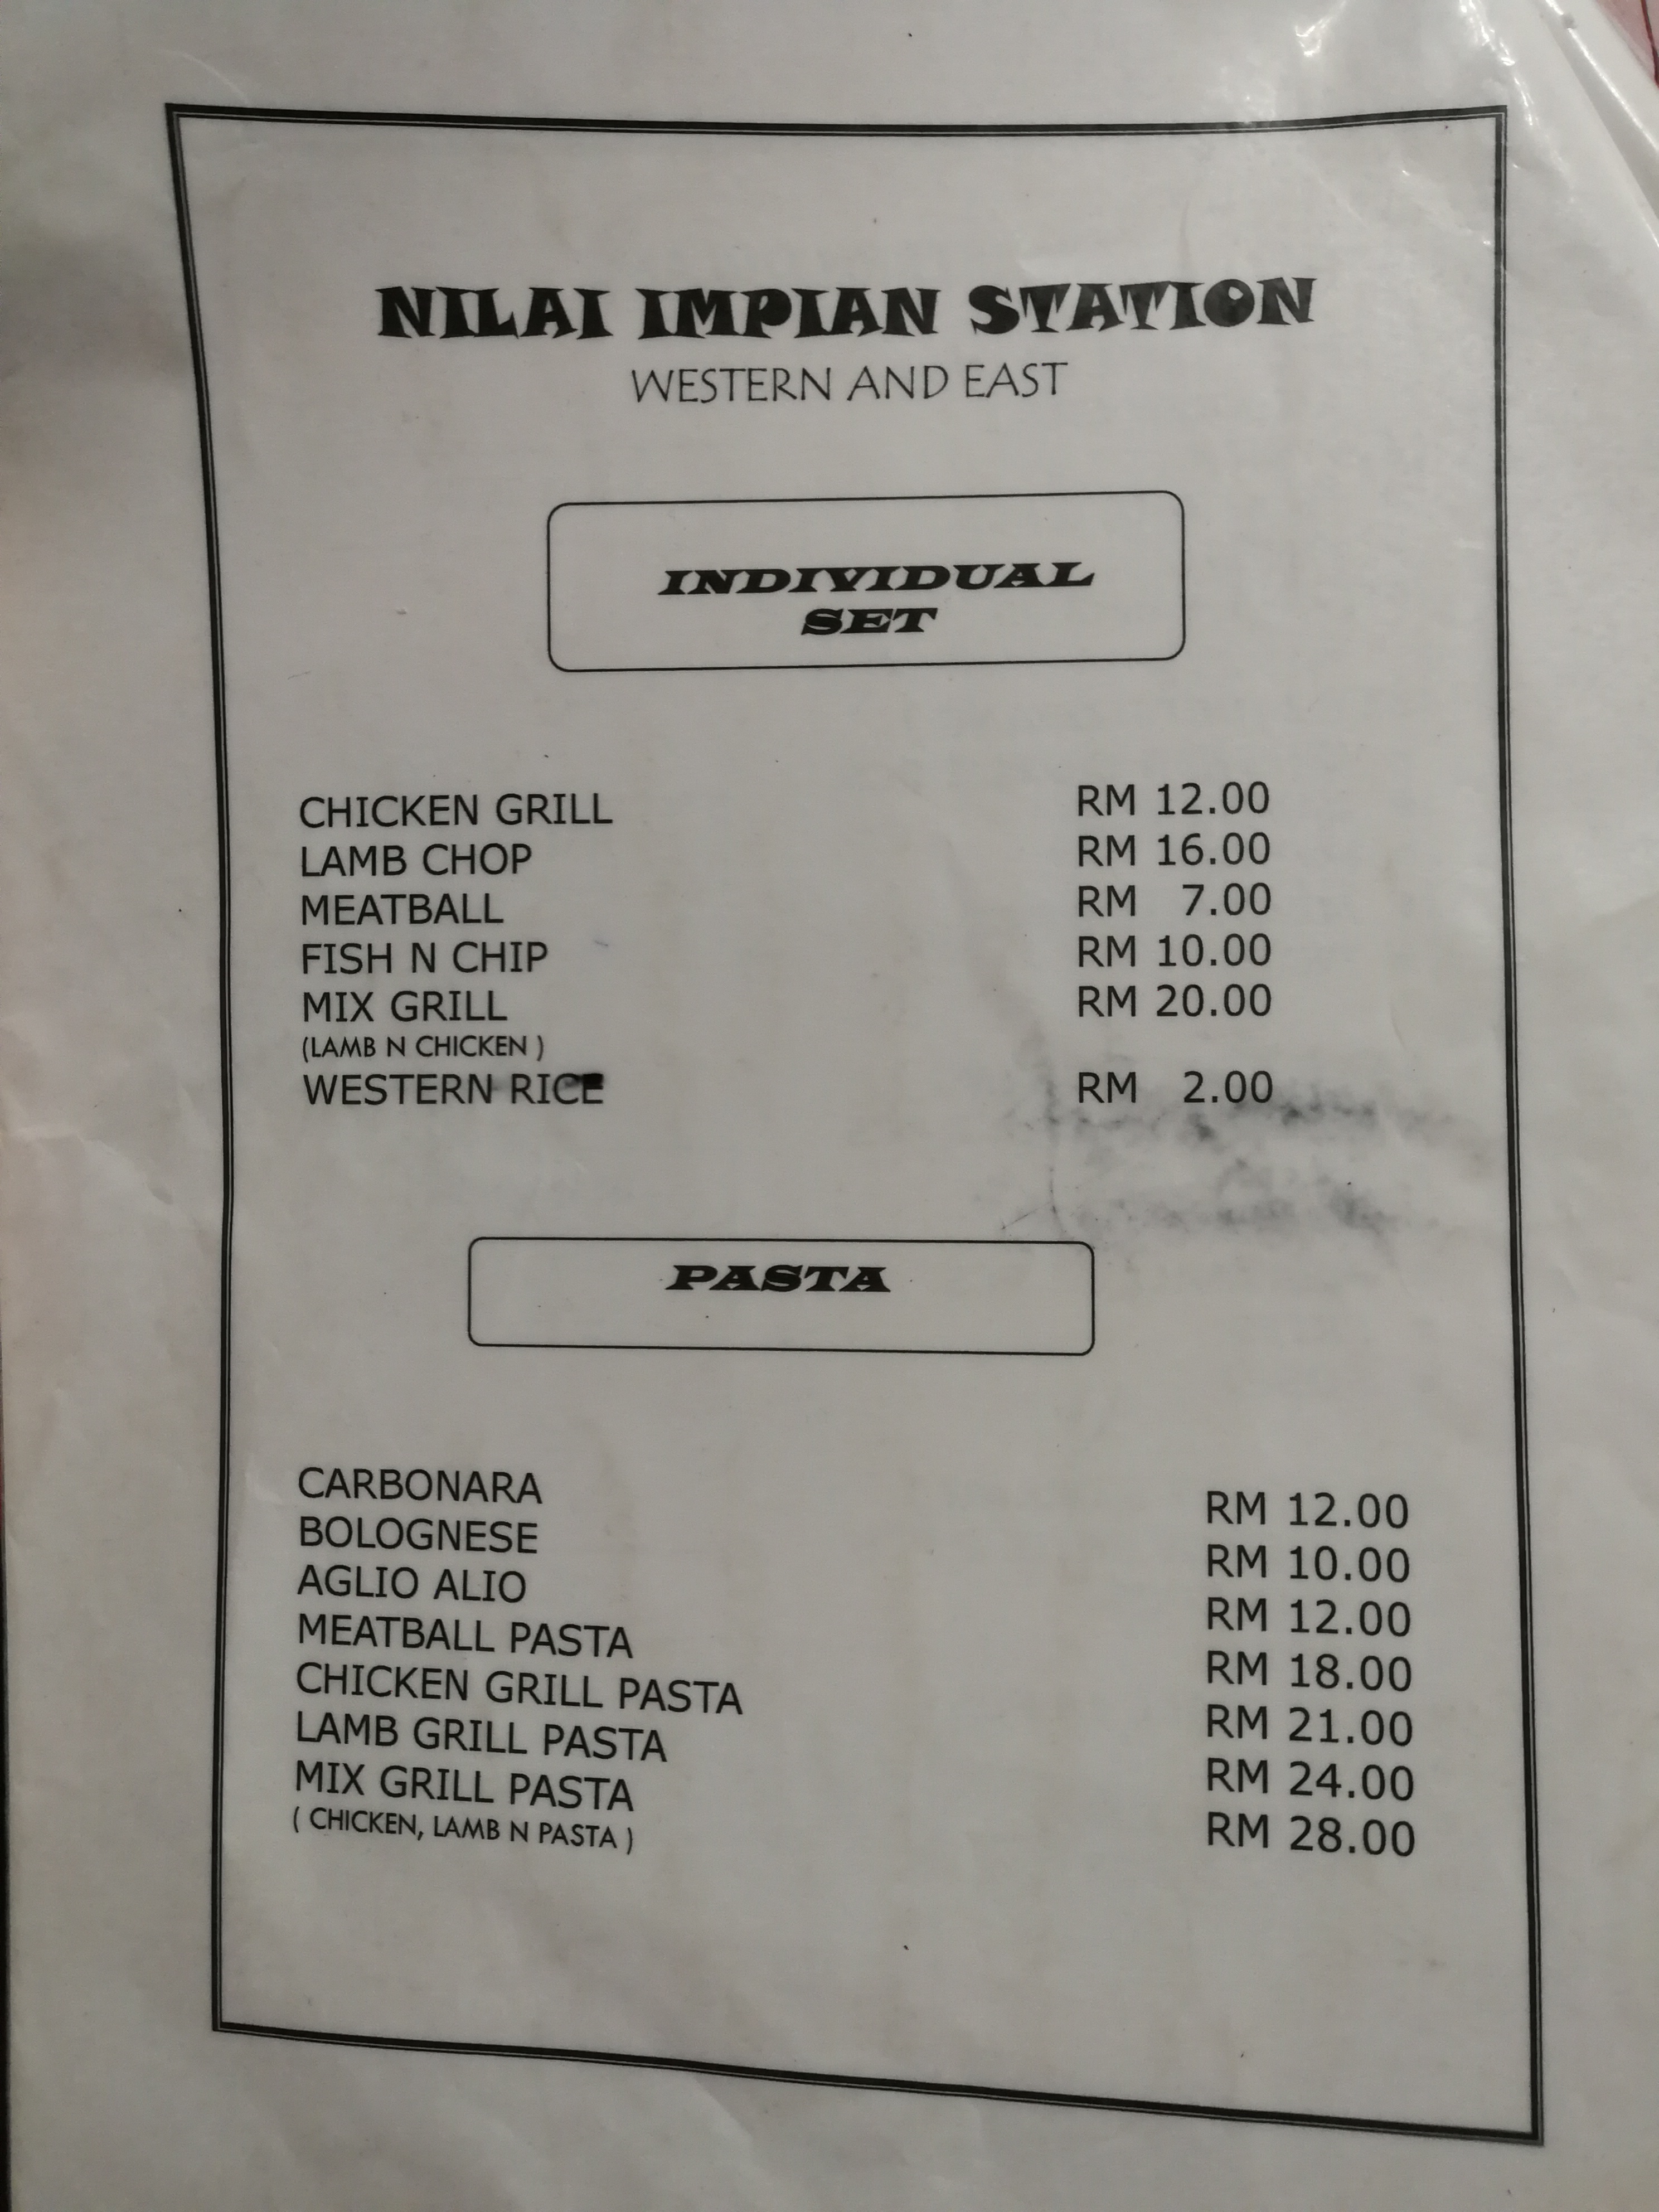 NILAI IMPIAN STATION
WESTERN AND EAST
INDIVIDUAL
SET
CHICKEN GRILL RM 12.00
LAMB CHOP RM 16.00
MEATBALL RM 7.00
FISH N CHIP RM 10.00
MIX GRILL RM 20.00
(LAMB N CHICKEN )
WESTERN RICE RM 2.00
PASTA
CARBONARA RM 12.00
BOLOGNESE RM 10.00
AGLIO ALIO RM 12.00
MEATBALL PASTA RM 18.00
CHICKEN GRILL PASTA RM 21.00
LAMB GRILL PASTA RM 24.00
MIX GRILL PASTA RM 28.00
( CHICKEN, LAMB N PASTA )